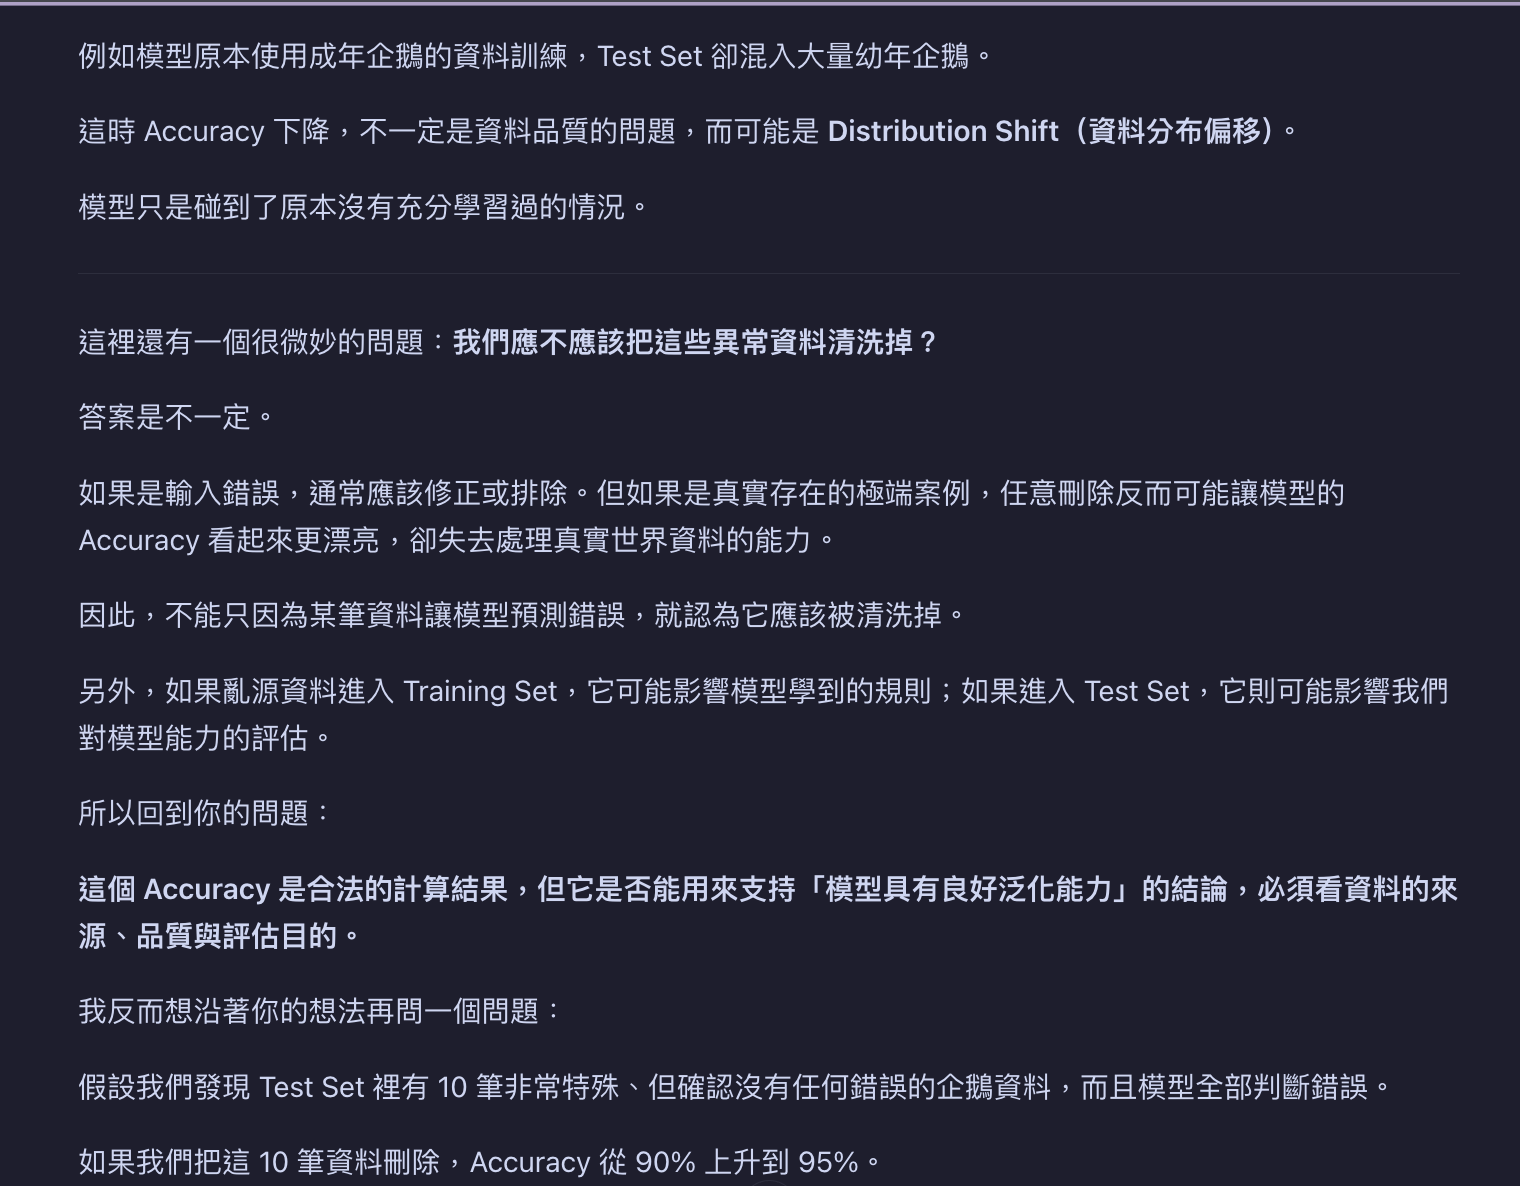 例如模型原本使用成年企鵝的資料訓練，Test Set 卻混入大量幼年企鵝。
這時 Accuracy 下降，不一定是資料品質的問題，而可能是 Distribution Shift（資料分布偏移）。
模型只是碰到了原本沒有充分學習過的情況。
這裡還有一個很微妙的問題：我們應不應該把這些異常資料清洗掉？
答案是不一定。
如果是輸入錯誤，通常應該修正或排除。但如果是真實存在的極端案例，任意刪除反而可能讓模型的
Accuracy 看起來更漂亮，卻失去處理真實世界資料的能力。
因此，不能只因為某筆資料讓模型預測錯誤，就認為它應該被清洗掉。
另外，如果亂源資料進入 Training Set，它可能影響模型學到的規則；如果進入 Test Set，它則可能影響我們
對模型能力的評估。
所以回到你的問題：
這個 Accuracy 是合法的計算結果，但它是否能用來支持「模型具有良好泛化能力」的結論，必須看資料的來
源、品質與評估目的。
我反而想沿著你的想法再問一個問題：
假設我們發現 Test Set 裡有 10 筆非常特殊、但確認沒有任何錯誤的企鵝資料，而且模型全部判斷錯誤。
如果我們把這 10 筆資料刪除，Accuracy 從 90% 上升到 95%。